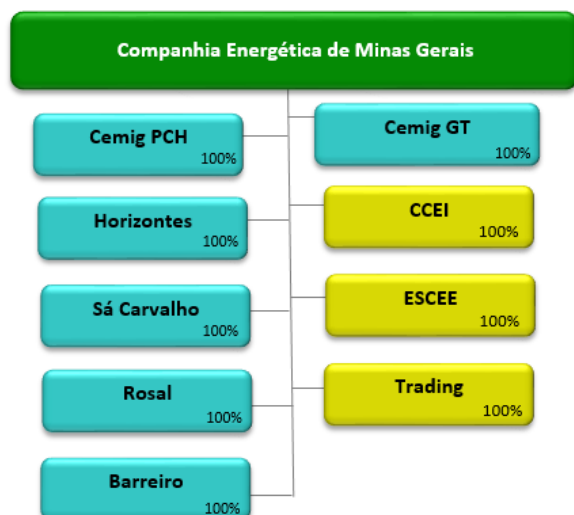 Companhia Energética de Minas Gerais
Cemig PCH
100%
Cemig GT
100%
Horizontes
100%
CCEI
100%
Sá Carvalho
100%
ESCEE
100%
Rosal
100%
Trading
100%
Barreiro
100%